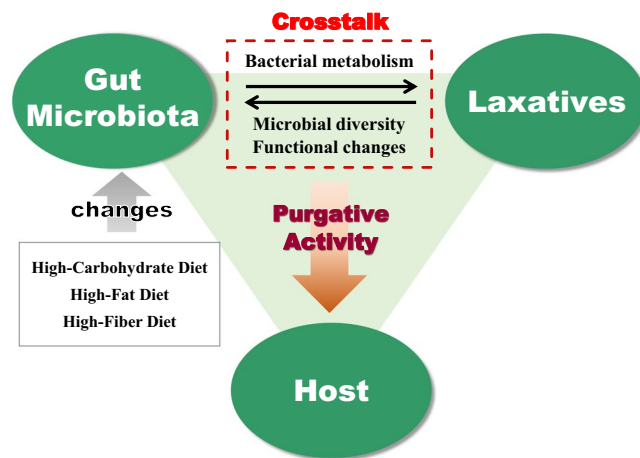 Crosstalk
Bacterial metabolism
Gut
Microbiota
Laxatives
Microbial diversity
Functional changes
changes
Purgative
Activity
High-Carbohydrate Diet
High-Fat Diet
High-Fiber Diet
Host